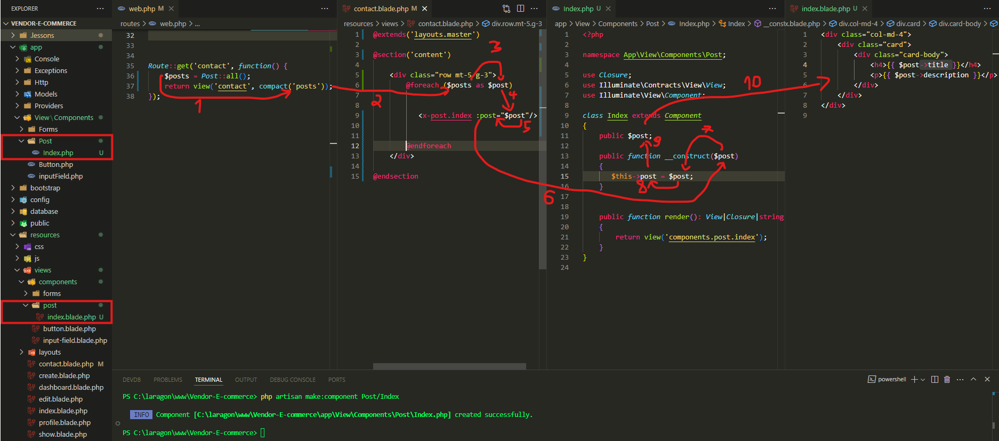 EXPLORER
VENDOR-E-COMMERCE
.lessons
app
Console
Exceptions
Http
Models
Providers
View\Components
Forms
Post
Index.php U
Button.php
inputField.php
bootstrap
config
database
public
resources
css
js
views
components
forms
post
index.blade.php U
button.blade.php
input-field.blade.php
layouts
contact.blade.php M
create.blade.php
dashboard.blade.php
edit.blade.php
index.blade.php
profile.blade.php
show.blade.php
web.php M
routes > web.php > ...
32
33
34
35 Route::get('contact', function() {
36 $posts = Post::all();
37 return view('contact', compact('posts'));
38 });
1
2
contact.blade.php M
resources > views > contact.blade.php > div.row.mt-5.g-3
1 @extends('layouts.master')
2
3 @section('content')
4
5 <div class="row mt-5 g-3">
6 @foreach ($posts as $post)
7
8
9 <x-post.index :post="$post"/>
10
11
12 @endforeach
13 </div>
14
15 @endsection
3
4
5
6
Index.php U
app > View > Components > Post > Index.php > Index > __constx
1 <?php
2
3 namespace App\View\Components\Post;
4
5 use Closure;
6 use Illuminate\Contracts\View\View;
7 use Illuminate\View\Component;
8
9 class Index extends Component
10 {
11 public $post;
12
13 public function __construct($post)
14 {
15 $this->post = $post;
16 }
17
18
19 public function render(): View|Closure|string
20 {
21 return view('components.post.index');
22 }
23 }
24
7
8
9
10
index.blade.php U
.blade.php > div.col-md-4 > div.card > div.card-body >
1 <div class="col-md-4">
2 <div class="card">
3 <div class="card-body">
4 <h4>{{ $post->title }}</h4>
5 <p>{{ $post->description }}</p
6 </div>
7 </div>
8 </div>
9
DEVDB PROBLEMS TERMINAL OUTPUT DEBUG CONSOLE PORTS
powershell
PS C:\laragon\www\Vendor-E-commerce> php artisan make:component Post/Index
INFO Component [C:\laragon\www\Vendor-E-commerce\app\View\Components\Post\Index.php] created successfully.
PS C:\laragon\www\Vendor-E-commerce>